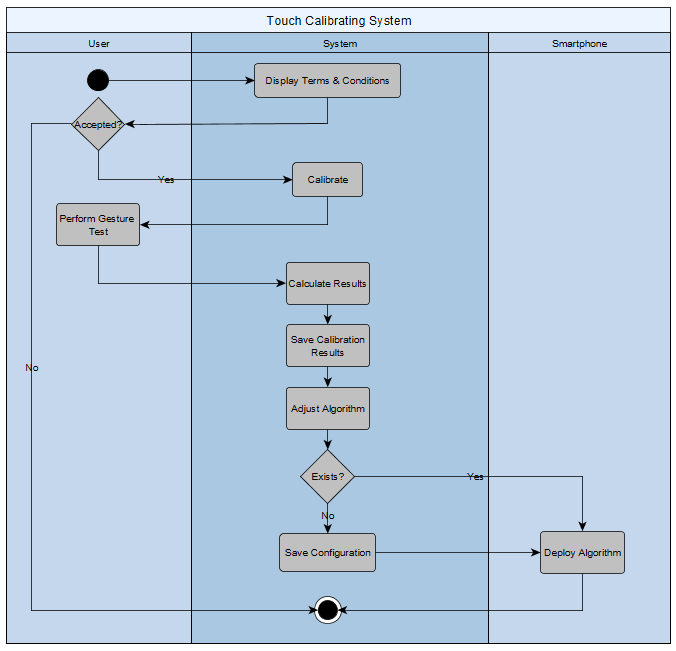 Touch Calibrating System
User
System
Smartphone
Display Terms & Conditions
Accepted?
Yes
Calibrate
Perform Gesture
Test
Calculate Results
Save Calibration
Results
No
Adjust Algorithm
Exists?
Yes
No
Save Configuration
Deploy Algorithm